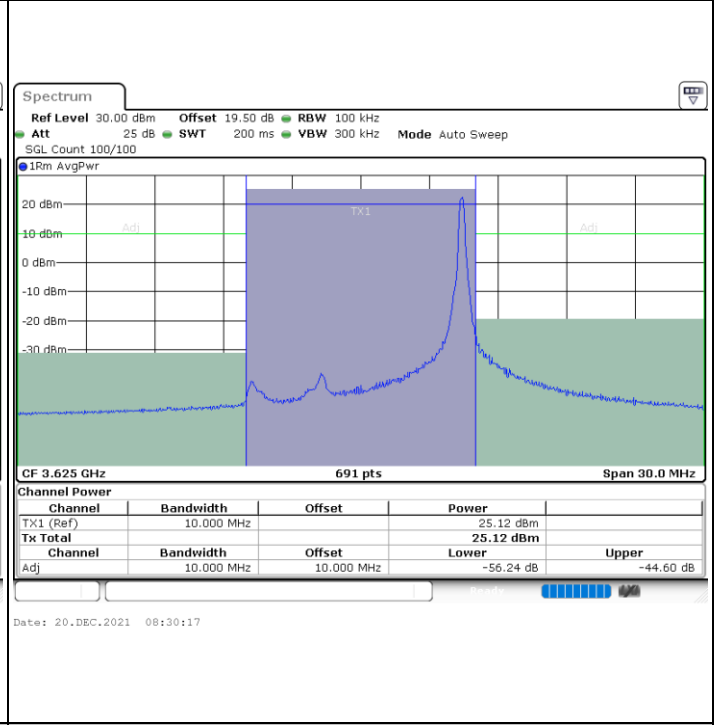 Spectrum
Ref Level 30.00 dBm Offset 19.50 dB RBW 100 kHz
Att 25 dB SWT 200 ms VBW 300 kHz Mode Auto Sweep
SGL Count 100/100
1Rm AvgPwr
20 dBm
TX1
10 dBm
Adj
Adj
0 dBm
-10 dBm
-20 dBm
-30 dBm
CF 3.625 GHz 691 pts Span 30.0 MHz
Channel Power
Channel Bandwidth Offset Power
TX1 (Ref) 10.000 MHz 25.12 dBm
Tx Total 25.12 dBm
Channel Bandwidth Offset Lower Upper
Adj 10.000 MHz 10.000 MHz -56.24 dB -44.60 dB
Ready
Date: 20.DEC.2021 08:30:17